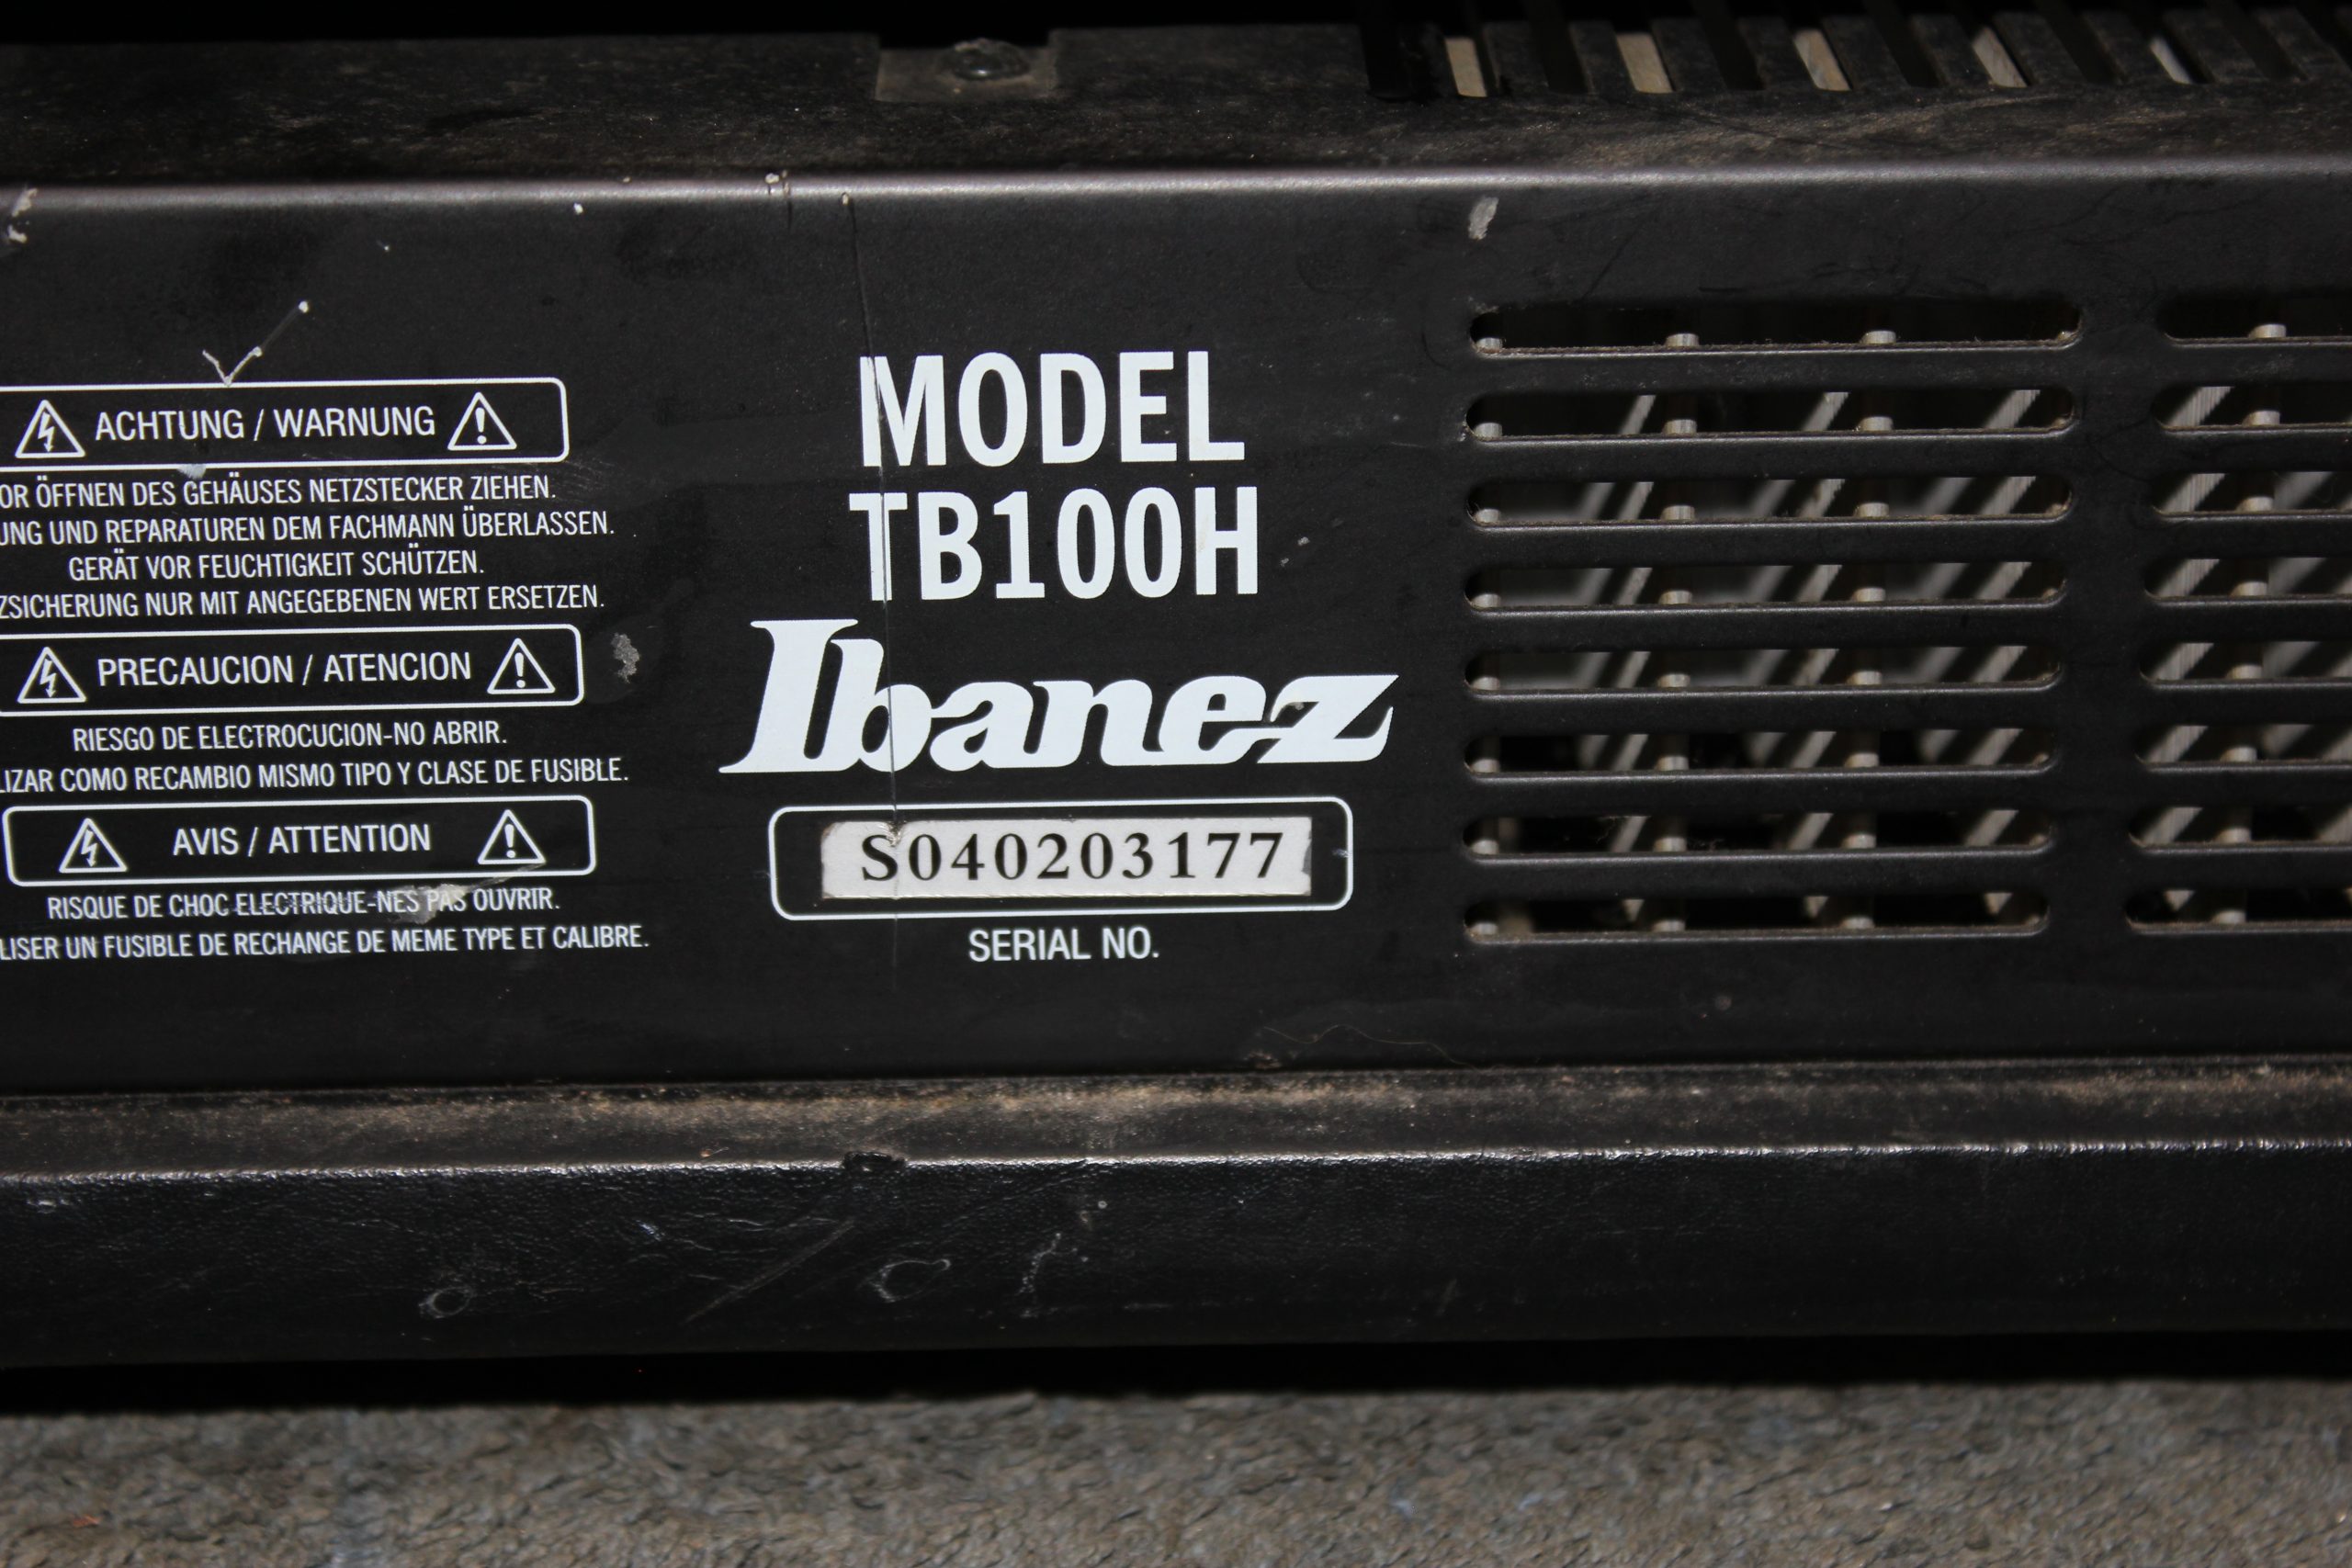 ACHTUNG / WARNUNG
OR ÖFFNEN DES GEHÄUSES NETZSTECKER ZIEHEN.
UNG UND REPARATUREN DEM FACHMANN ÜBERLASSEN.
GERÄT VOR FEUCHTIGKEIT SCHÜTZEN.
ZSICHERUNG NUR MIT ANGEGEBENEN WERT ERSETZEN.
PRECAUCION / ATENCION
RIESGO DE ELECTROCUCION-NO ABRIR.
LIZAR COMO RECAMBIO MISMO TIPO Y CLASE DE FUSIBLE.
AVIS / ATTENTION
RISQUE DE CHOC ELECTRIQUE-NES PAS OUVRIR.
LISER UN FUSIBLE DE RECHANGE DE MEME TYPE ET CALIBRE.
MODEL
TB100H
Ibanez
S040203177
SERIAL NO.